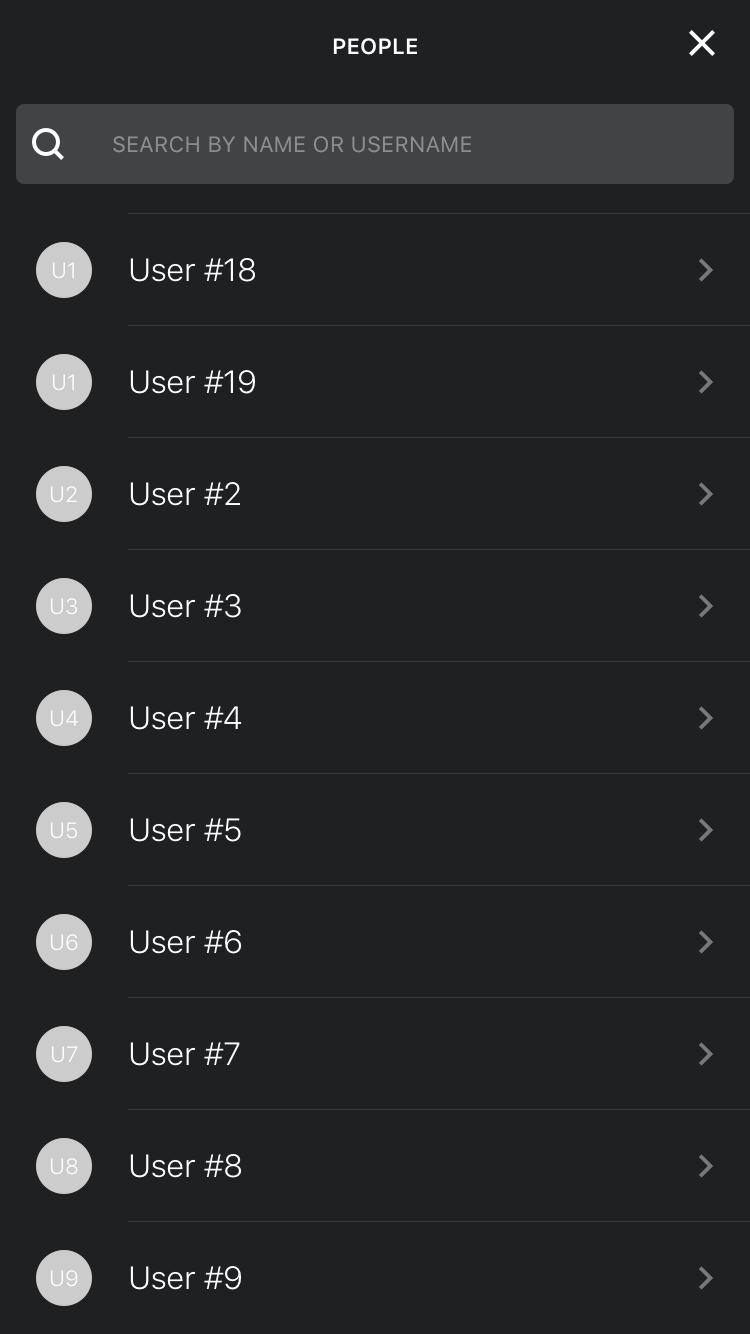 PEOPLE
SEARCH BY NAME OR USERNAME
U1 User #18
U1 User #19
U2 User #2
U3 User #3
U4 User #4
U5 User #5
U6 User #6
U7 User #7
U8 User #8
U9 User #9